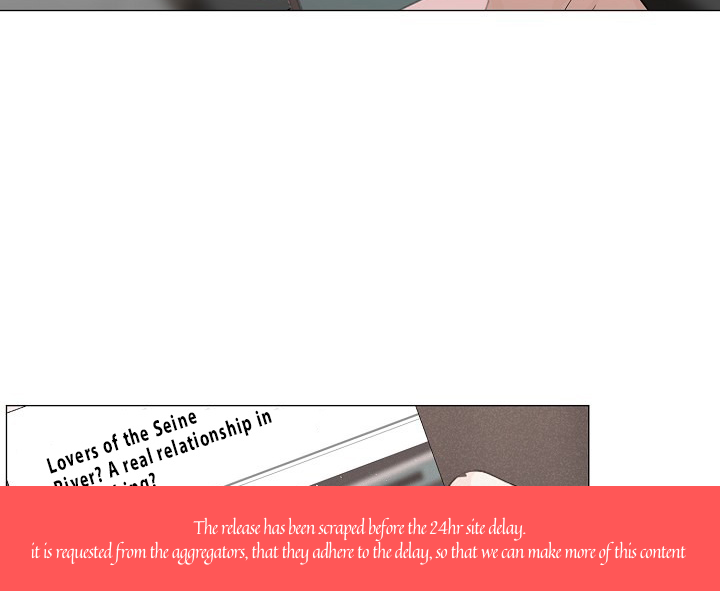 Lovers of the Seine
River? A real relationship in
The release has been scraped before the 24hr site delay.
it is requested from the aggregators, that they adhere to the delay, so that we can make more of this content